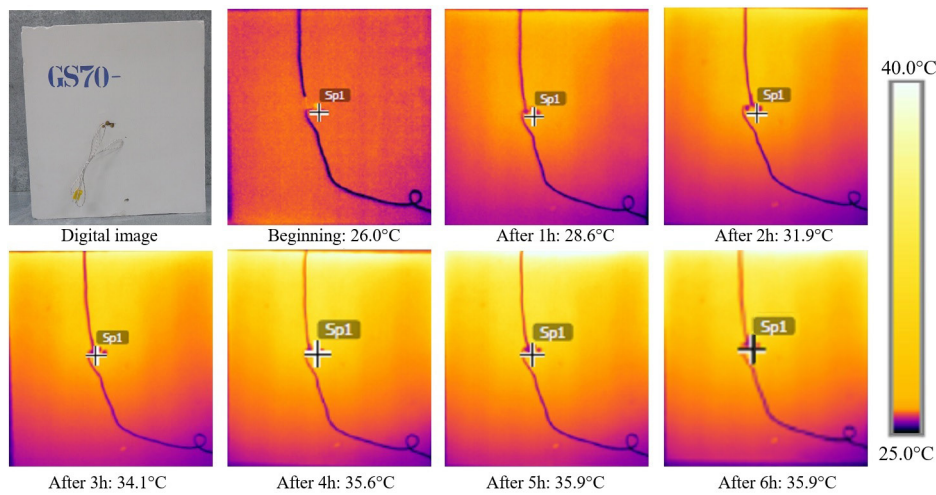 GS70-
Sp1
Sp1
Sp1
40.0°C
Digital image
Beginning: 26.0°C
After 1h: 28.6°C
After 2h: 31.9°C
Sp1
Sp1
Sp1
Sp1
25.0°C
After 3h: 34.1°C
After 4h: 35.6°C
After 5h: 35.9°C
After 6h: 35.9°C